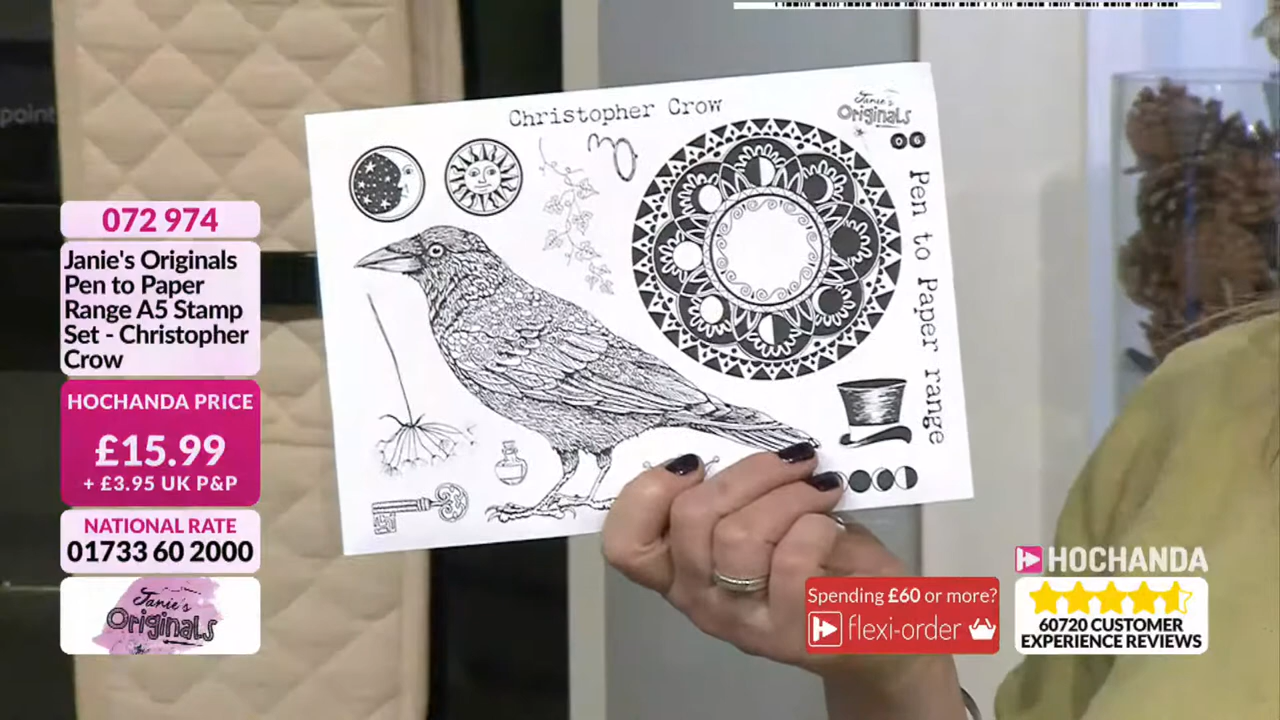 point
Christopher Crow
Janie's
Originals
06
Pen to Paper range
072 974
Janie's Originals
Pen to Paper
Range A5 Stamp
Set - Christopher
Crow
HOCHANDA PRICE
£15.99
+ £3.95 UK P&P
NATIONAL RATE
01733 60 2000
Janie's
Originals
Spending £60 or more?
flexi-order
HOCHANDA
60720 CUSTOMER
EXPERIENCE REVIEWS